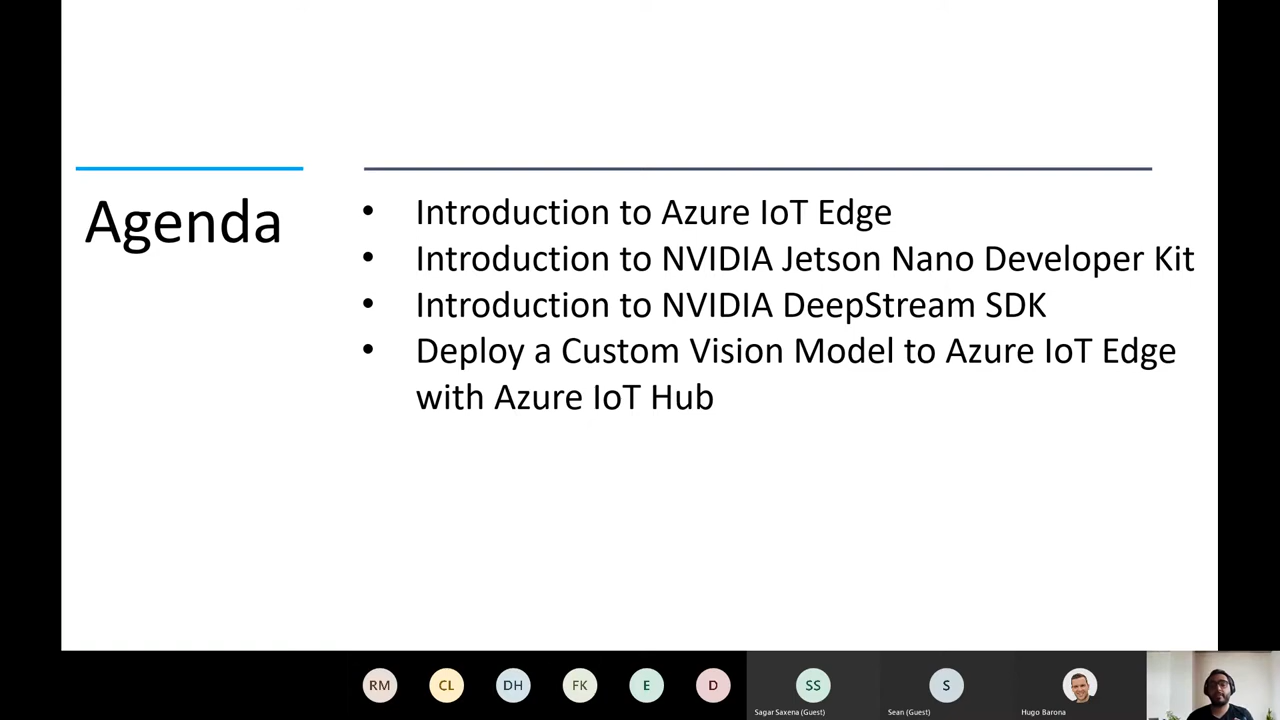 Agenda
• Introduction to Azure IoT Edge
• Introduction to NVIDIA Jetson Nano Developer Kit
• Introduction to NVIDIA DeepStream SDK
• Deploy a Custom Vision Model to Azure IoT Edge
with Azure IoT Hub
RM CL DH FK E D SS S
Sagar Saxena (Guest) Sean (Guest) Hugo Barona